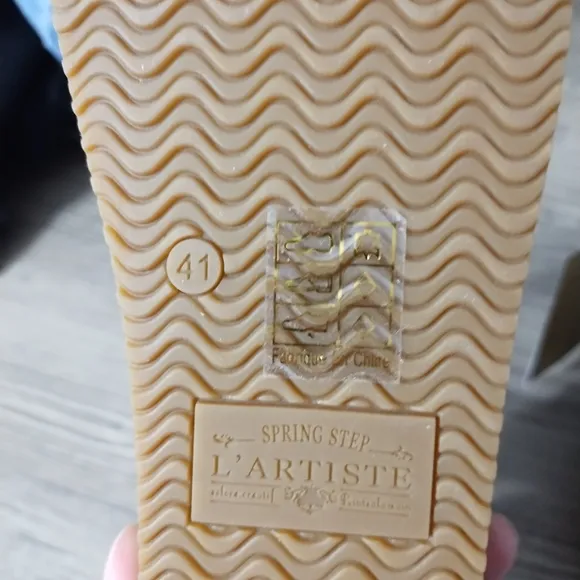 41
Fabriqué en Chine
SPRING STEP
L'ARTISTE